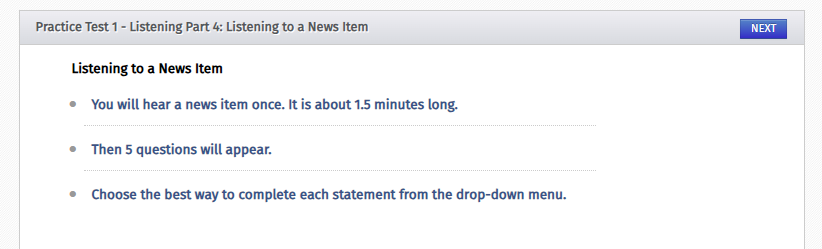 Practice Test 1 - Listening Part 4: Listening to a News Item
NEXT
Listening to a News Item
• You will hear a news item once. It is about 1.5 minutes long.
• Then 5 questions will appear.
• Choose the best way to complete each statement from the drop-down menu.